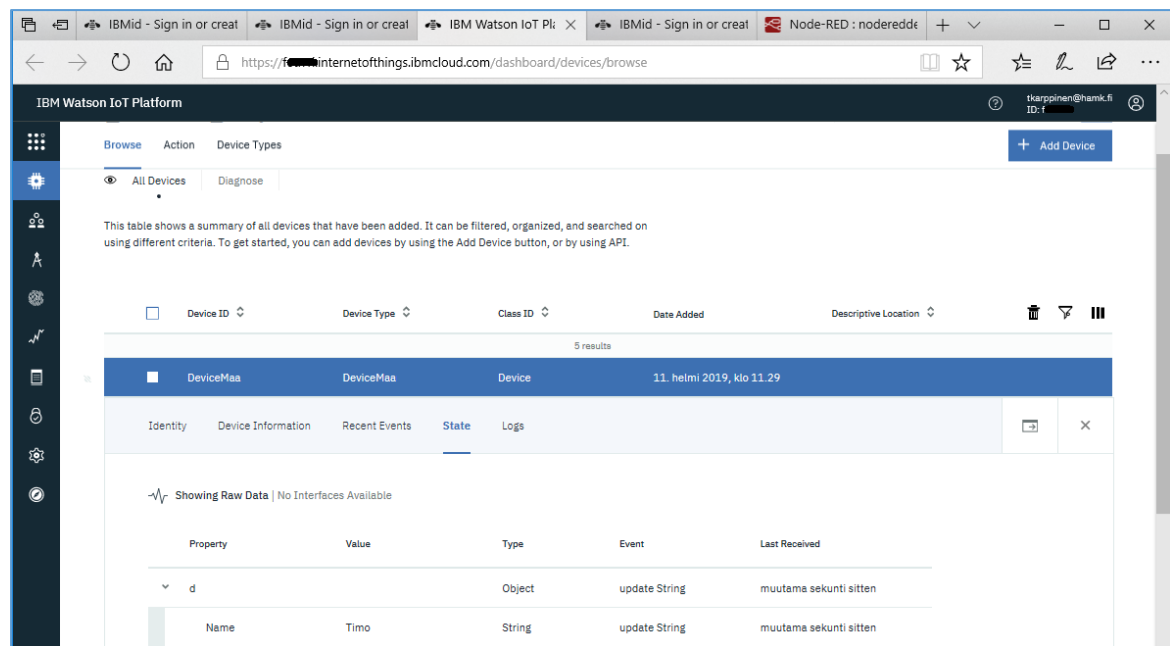 IBMid - Sign in or creat IBMid - Sign in or creat IBM Watson IoT Pla IBMid - Sign in or creat Node-RED : noderedde
https://f internetofthings.ibmcloud.com/dashboard/devices/browse
IBM Watson IoT Platform
tkarppinen@hamk.fi
ID: f
Browse Action Device Types
+ Add Device
All Devices Diagnose
This table shows a summary of all devices that have been added. It can be filtered, organized, and searched on
using different criteria. To get started, you can add devices by using the Add Device button, or by using API.
Device ID Device Type Class ID Date Added Descriptive Location
5 results
DeviceMaa DeviceMaa Device 11. helmi 2019, klo 11.29
Identity Device Information Recent Events State Logs
Showing Raw Data | No Interfaces Available
Property Value Type Event Last Received
d Object update String muutama sekunti sitten
Name Timo String update String muutama sekunti sitten